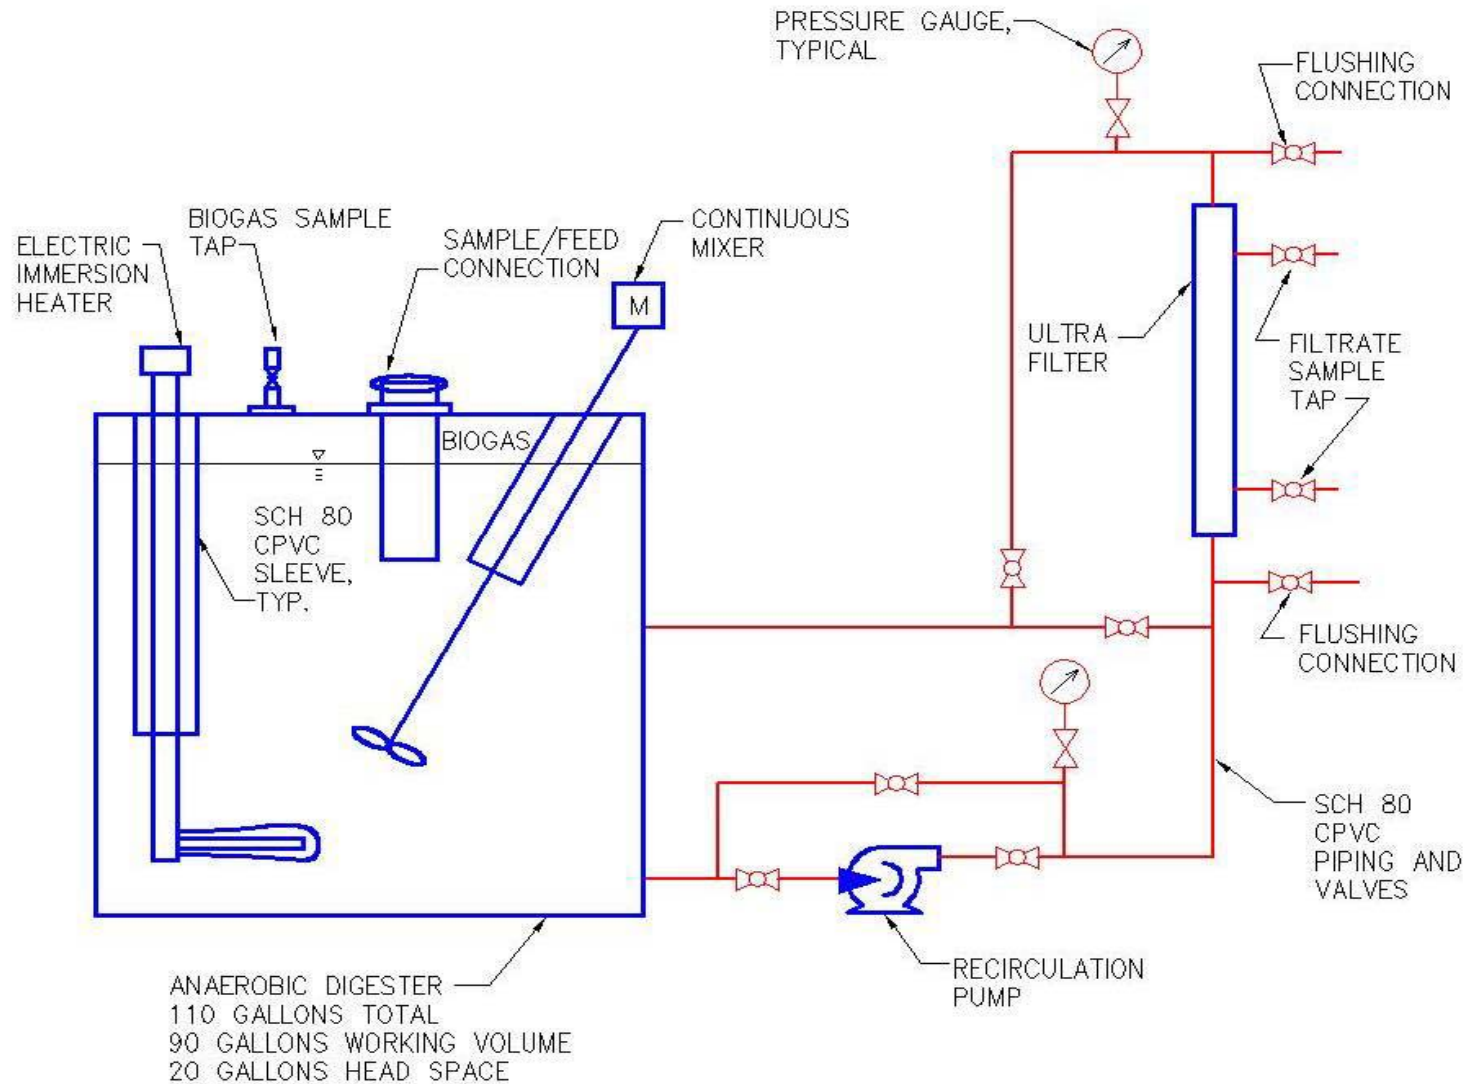 PRESSURE GAUGE,
TYPICAL
FLUSHING
CONNECTION
BIOGAS SAMPLE
TAP
ELECTRIC
IMMERSION
HEATER
SAMPLE/FEED
CONNECTION
CONTINUOUS
MIXER
M
ULTRA
FILTER
FILTRATE
SAMPLE
TAP
BIOGAS
SCH 80
CPVC
SLEEVE,
TYP.
FLUSHING
CONNECTION
SCH 80
CPVC
PIPING AND
VALVES
RECIRCULATION
PUMP
ANAEROBIC DIGESTER
110 GALLONS TOTAL
90 GALLONS WORKING VOLUME
20 GALLONS HEAD SPACE